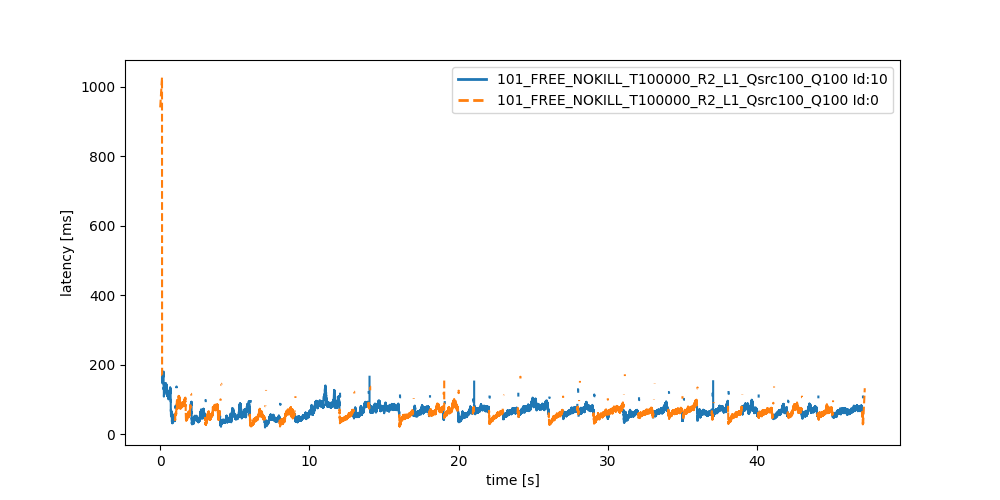 101_FREE_NOKILL_T100000_R2_L1_Qsrc100_Q100 Id:10
101_FREE_NOKILL_T100000_R2_L1_Qsrc100_Q100 Id:0
1000
800
600
400
200
0
latency [ms]
0 10 20 30 40
time [s]